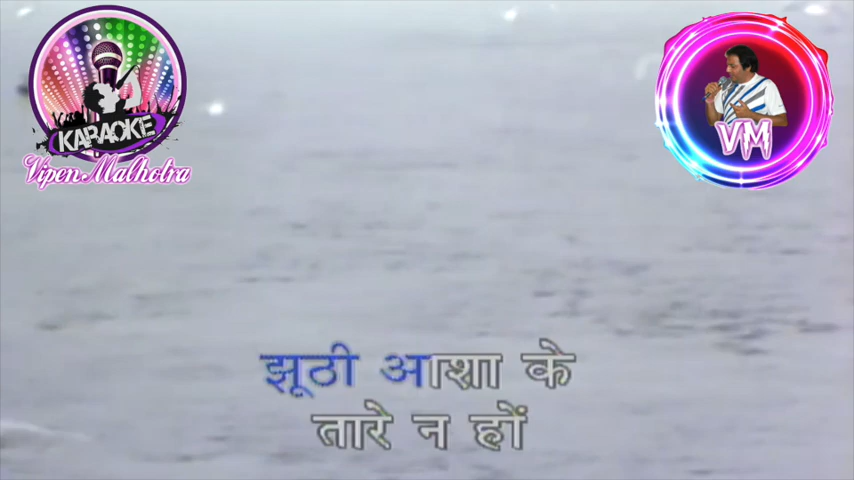 KARAOKE
Vipen Malhotra
VM
झूठी आशा के
तारे न हों